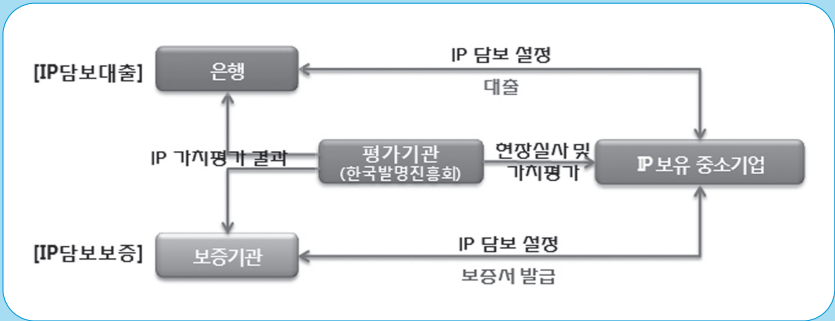 IP 담보 설정
[IP담보대출]
은행
대출
IP 가치평가 결과
평가기관
(한국발명진흥회)
현장실사 및
가치평가
IP 보유 중소기업
IP 담보 설정
[IP담보보증]
보증기관
보증서 발급